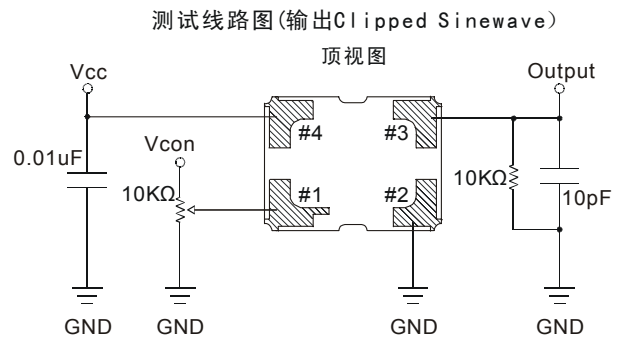 测试线路图(输出Clipped Sinewave)
顶视图
Vcc
Output
#4
#3
0.01uF
Vcon
10KΩ
#1
#2
10KΩ
10pF
GND
GND
GND
GND